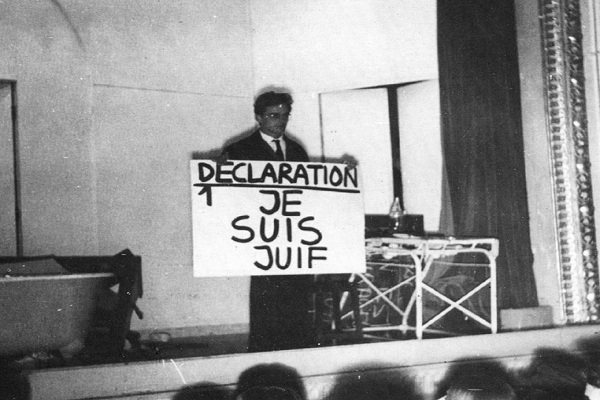 DECLARATION
1 JE
SUIS
JUIF